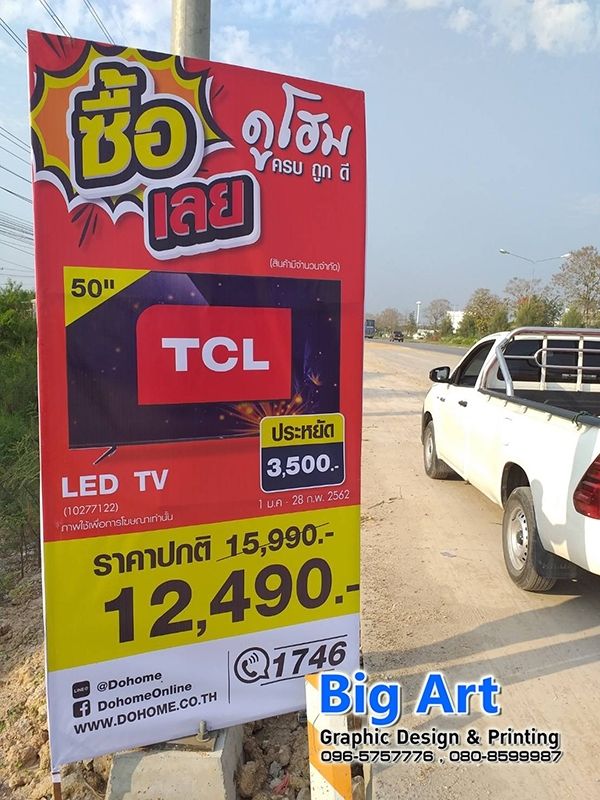 ซื้อ
เลย
ดูโฮม
ครบ ถูก ดี
(สินค้ามีจำนวนจำกัด)
50"
TCL
ประหยัด
3,500.-
LED TV
(10277122)
1 ม.ค - 28 ก.พ. 2562
ภาพใช้เพื่อการโฆษณาเท่านั้น
ราคาปกติ 15,990.-
12,490.-
LINE @Dohome
DohomeOnline
WWW.DOHOME.CO.TH
1746
Big Art
Graphic Design & Printing
096-5757776 , 080-8599987